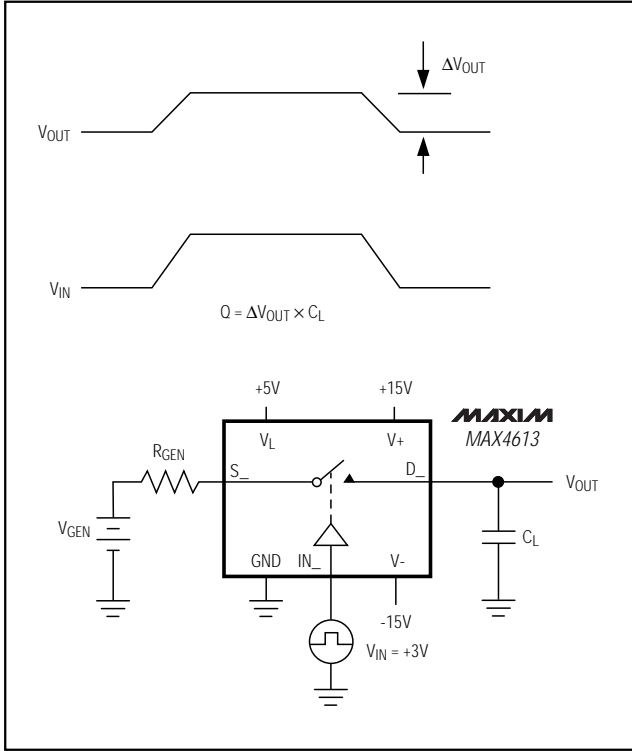 ΔVOUT
VOUT
VIN
Q = ΔVOUT × CL
+5V +15V
MAXIM
MAX4613
VL V+
RGEN
S_ D_
VOUT
VGEN
CL
GND IN_ V-
-15V
VIN = +3V